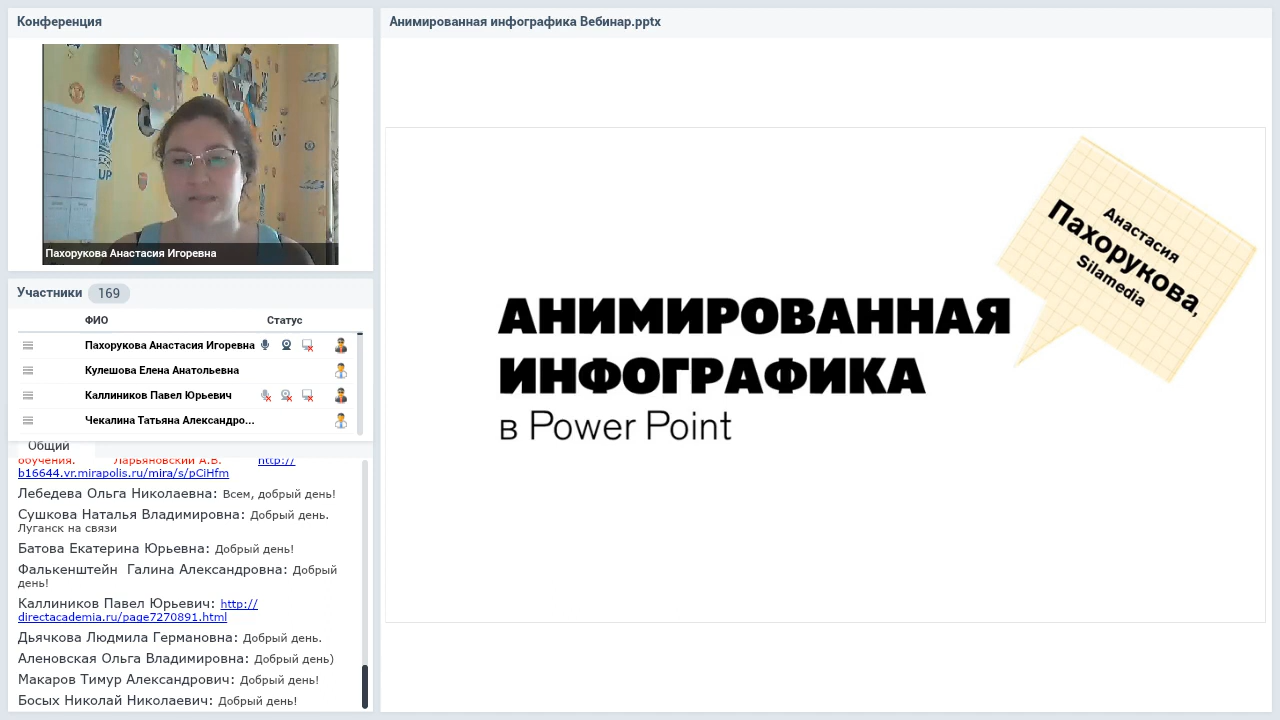 Конференция
UP
Пахорукова Анастасия Игоревна
Участники 169
ФИО Статус
Пахорукова Анастасия Игоревна
Кулешова Елена Анатольевна
Каллиников Павел Юрьевич
Чекалина Татьяна Александро...
Общий
обучения. Ларьяновский А.В. http://
b16644.vr.mirapolis.ru/mira/s/pCiHfm
Лебедева Ольга Николаевна: Всем, добрый день!
Сушкова Наталья Владимировна: Добрый день.
Луганск на связи
Батова Екатерина Юрьевна: Добрый день!
Фалькенштейн Галина Александровна: Добрый
день!
Каллиников Павел Юрьевич: http://
directacademia.ru/page7270891.html
Дьячкова Людмила Германовна: Добрый день.
Аленовская Ольга Владимировна: Добрый день)
Макаров Тимур Александрович: Добрый день!
Босых Николай Николаевич: Добрый день!
Анимированная инфографика Вебинар.pptx
Анастасия
Пахорукова,
Silamedia
АНИМИРОВАННАЯ
ИНФОГРАФИКА
в Power Point